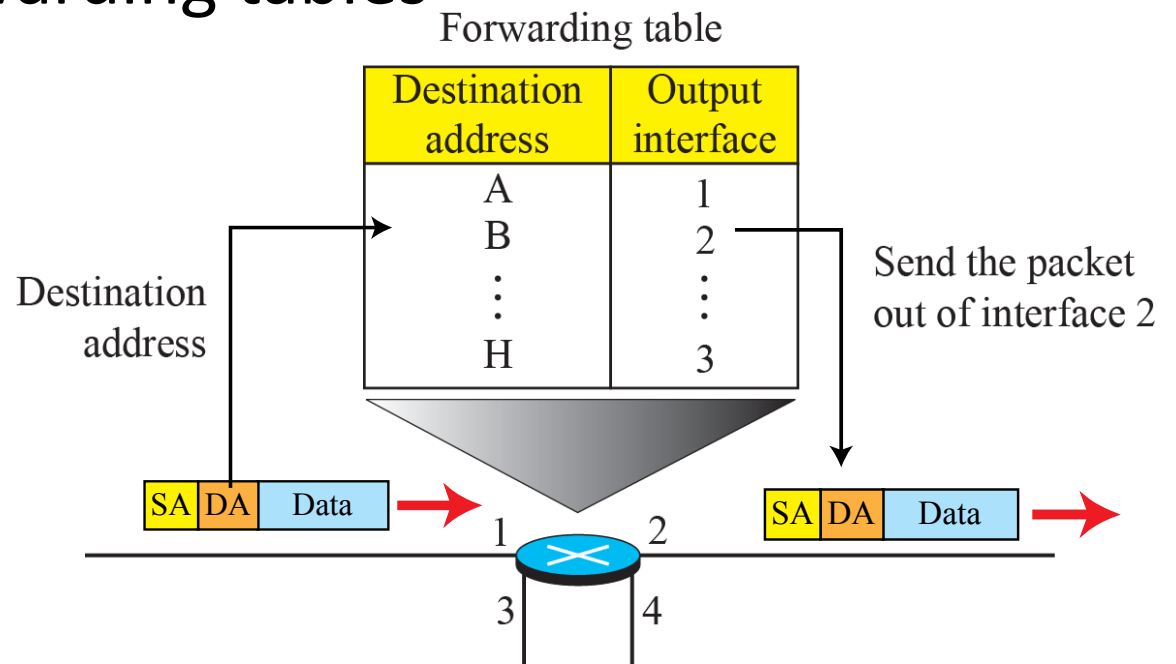 tables
Forwarding table
Destination address
Output interface
A 1
B 2
H 3
Destination
address
Send the packet
out of interface 2
SA DA Data
SA DA Data
1 2
3 4